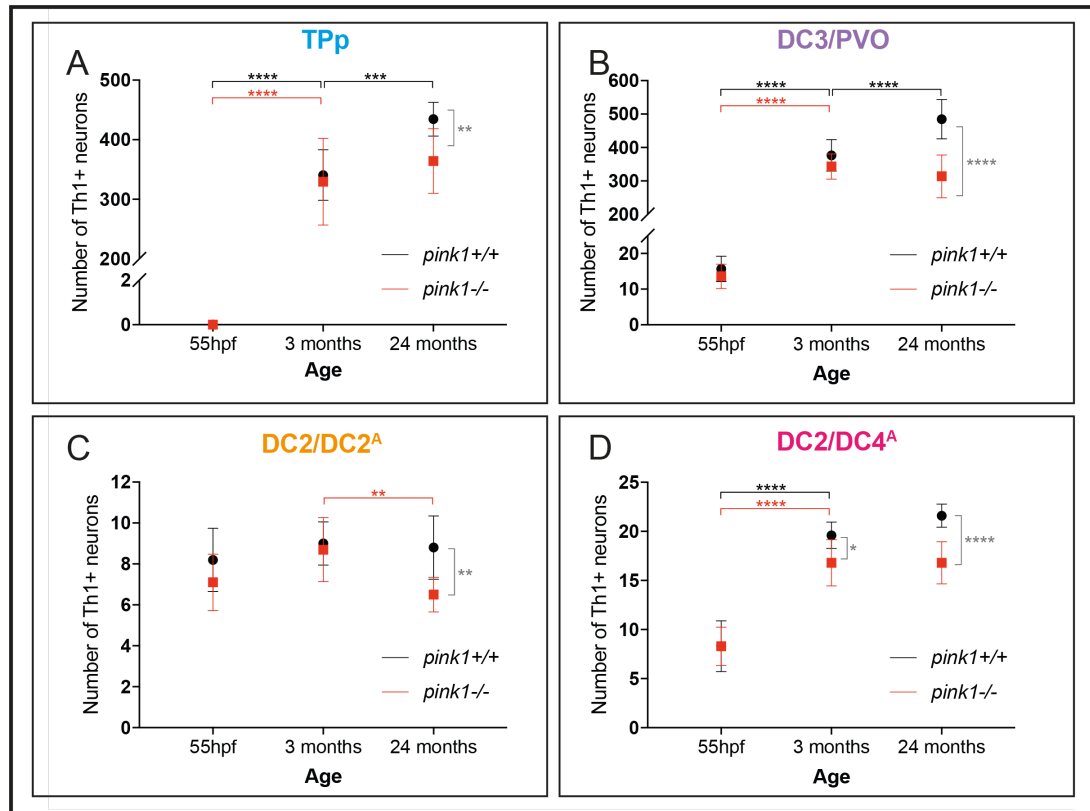 TPp
A
500
400
300
200
2
0
Number of Th1+ neurons
****
***
****
**
pink1+/+
pink1-/-
55hpf 3 months 24 months
Age
DC3/PVO
B
600
500
400
300
200
20
10
0
Number of Th1+ neurons
****
****
****
****
pink1+/+
pink1-/-
55hpf 3 months 24 months
Age
DC2/DC2ᴬ
C
12
10
8
6
4
2
0
Number of Th1+ neurons
**
**
pink1+/+
pink1-/-
55hpf 3 months 24 months
Age
DC2/DC4ᴬ
D
25
20
15
10
5
0
Number of Th1+ neurons
****
****
*
****
pink1+/+
pink1-/-
55hpf 3 months 24 months
Age